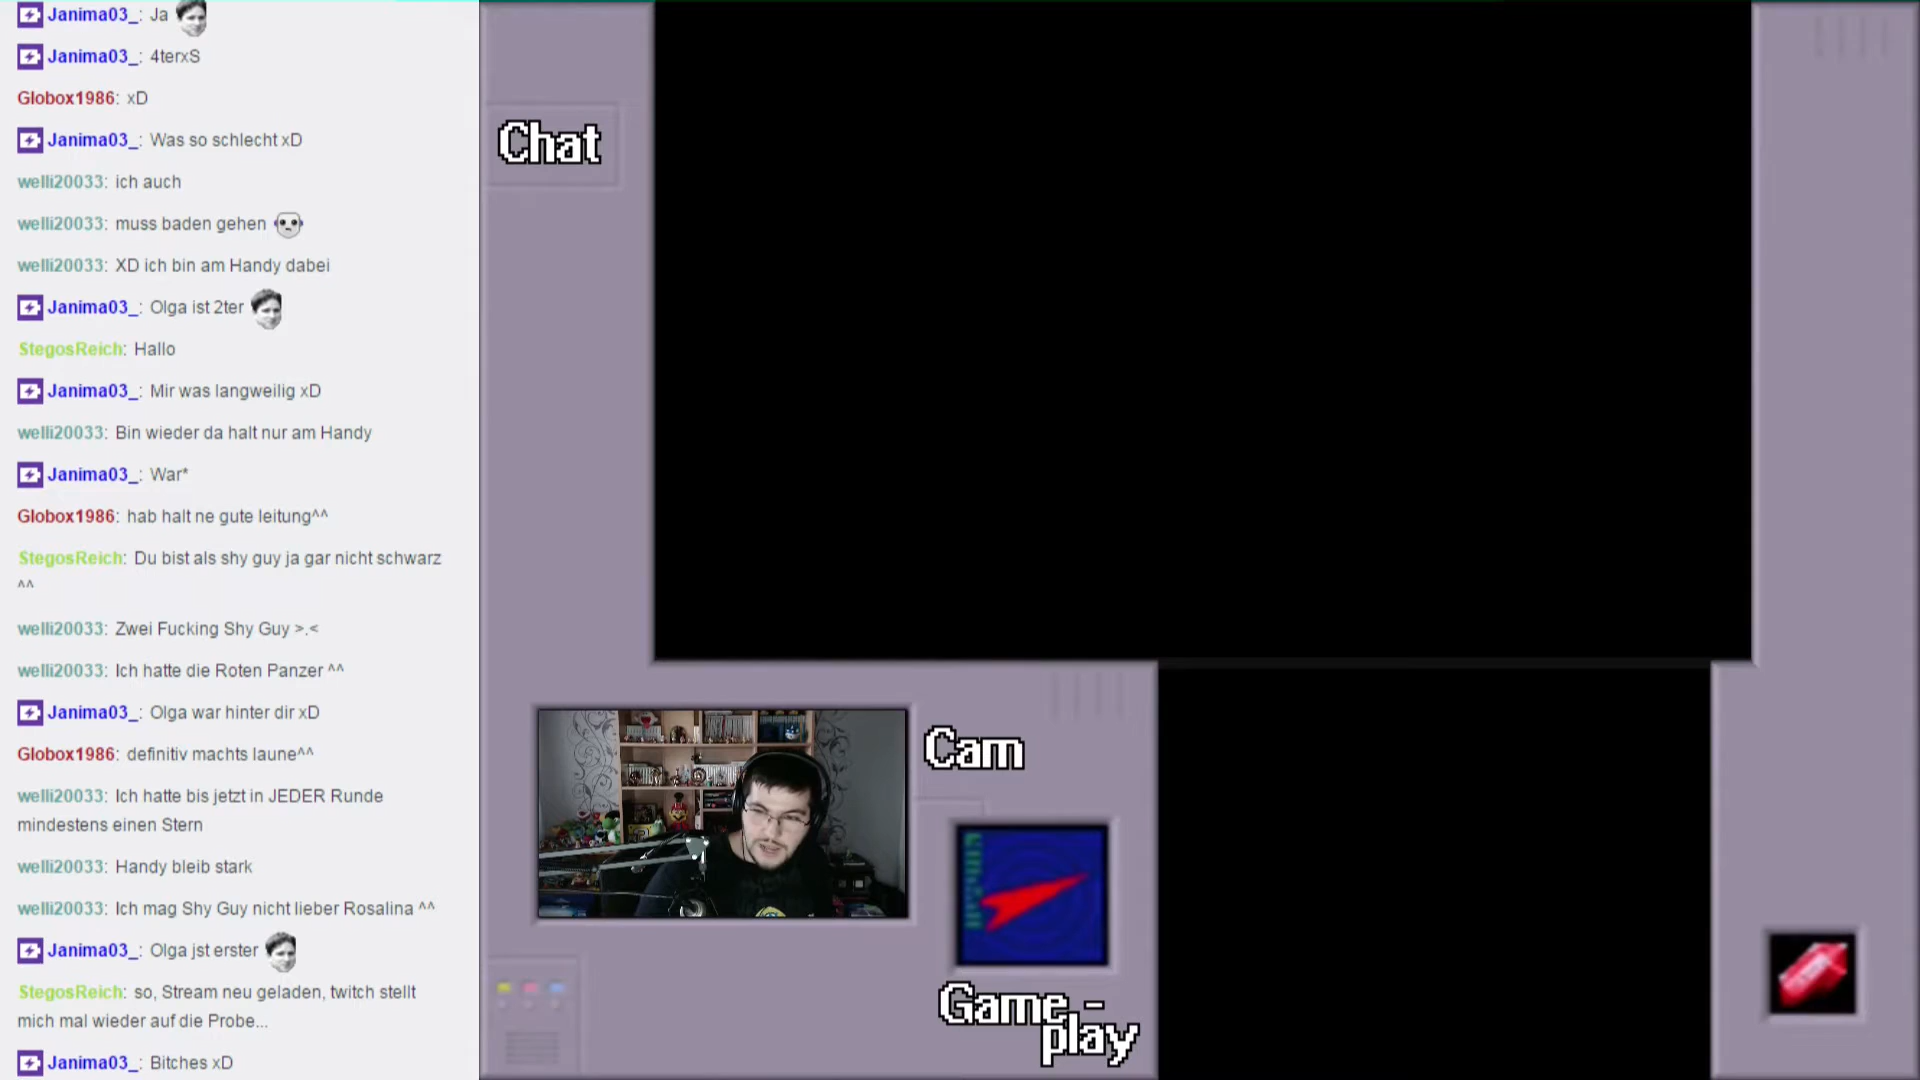 Janima03_: Ja
Janima03_: 4terxS
Globox1986: xD
Janima03_: Was so schlecht xD
welli20033: ich auch
welli20033: muss baden gehen
welli20033: XD ich bin am Handy dabei
Janima03_: Olga ist 2ter
StegosReich: Hallo
Janima03_: Mir was langweilig xD
welli20033: Bin wieder da halt nur am Handy
Janima03_: War*
Globox1986: hab halt ne gute leitung^^
StegosReich: Du bist als shy guy ja gar nicht schwarz
^^
welli20033: Zwei Fucking Shy Guy >.<
welli20033: Ich hatte die Roten Panzer ^^
Janima03_: Olga war hinter dir xD
Globox1986: definitiv machts laune^^
welli20033: Ich hatte bis jetzt in JEDER Runde
mindestens einen Stern
welli20033: Handy bleib stark
welli20033: Ich mag Shy Guy nicht lieber Rosalina ^^
Janima03_: Olga jst erster
StegosReich: so, Stream neu geladen, twitch stellt
mich mal wieder auf die Probe...
Janima03_: Bitches xD
Chat
Cam
Game -
play